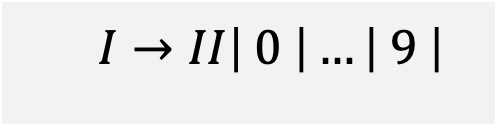 I → II| 0 | ... | 9 |